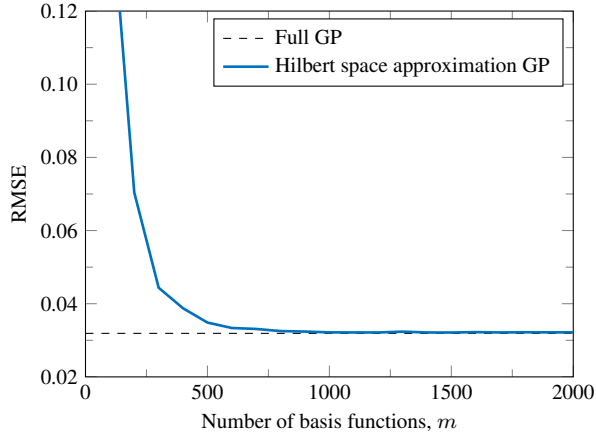 0.12
0.10
0.08
0.06
0.04
0.02
RMSE
Full GP
Hilbert space approximation GP
0
500
1000
1500
2000
Number of basis functions, m